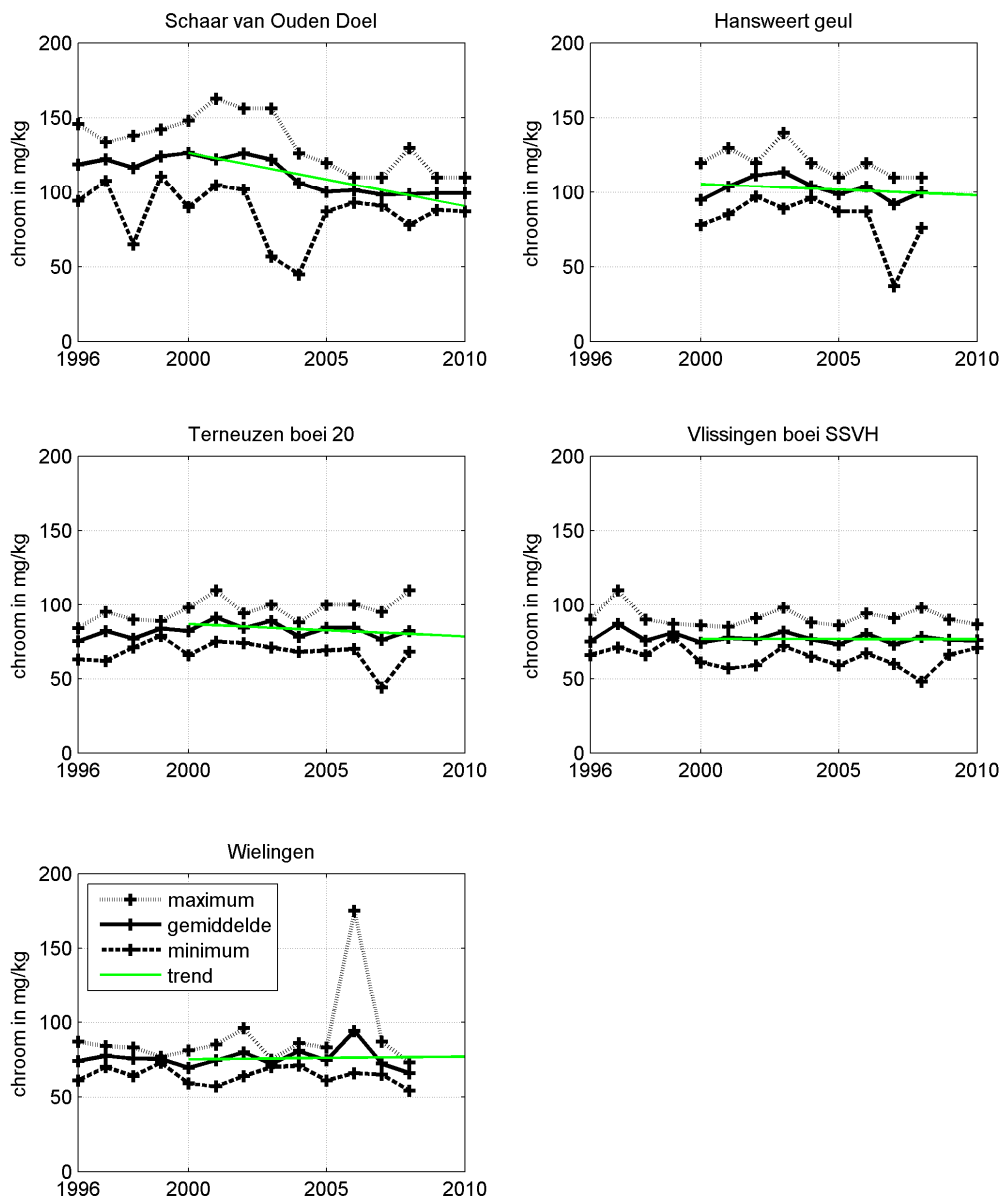 Schaar van Ouden Doel
200
150
100
50
0
chroom in mg/kg
1996 2000 2005 2010
Hansweert geul
200
150
100
50
0
chroom in mg/kg
1996 2000 2005 2010
Terneuzen boei 20
200
150
100
50
0
chroom in mg/kg
1996 2000 2005 2010
Vlissingen boei SSVH
200
150
100
50
0
chroom in mg/kg
1996 2000 2005 2010
Wielingen
200
150
100
50
0
chroom in mg/kg
maximum
gemiddelde
minimum
trend
1996 2000 2005 2010